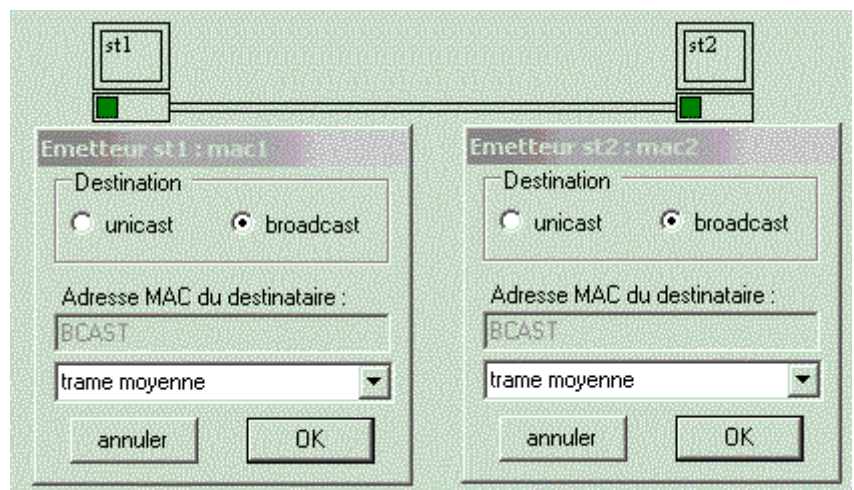 st1
st2
Emetteur st1 : mac1
Destination
unicast
broadcast
Adresse MAC du destinataire :
BCAST
trame moyenne
annuler
OK
Emetteur st2 : mac2
Destination
unicast
broadcast
Adresse MAC du destinataire :
BCAST
trame moyenne
annuler
OK